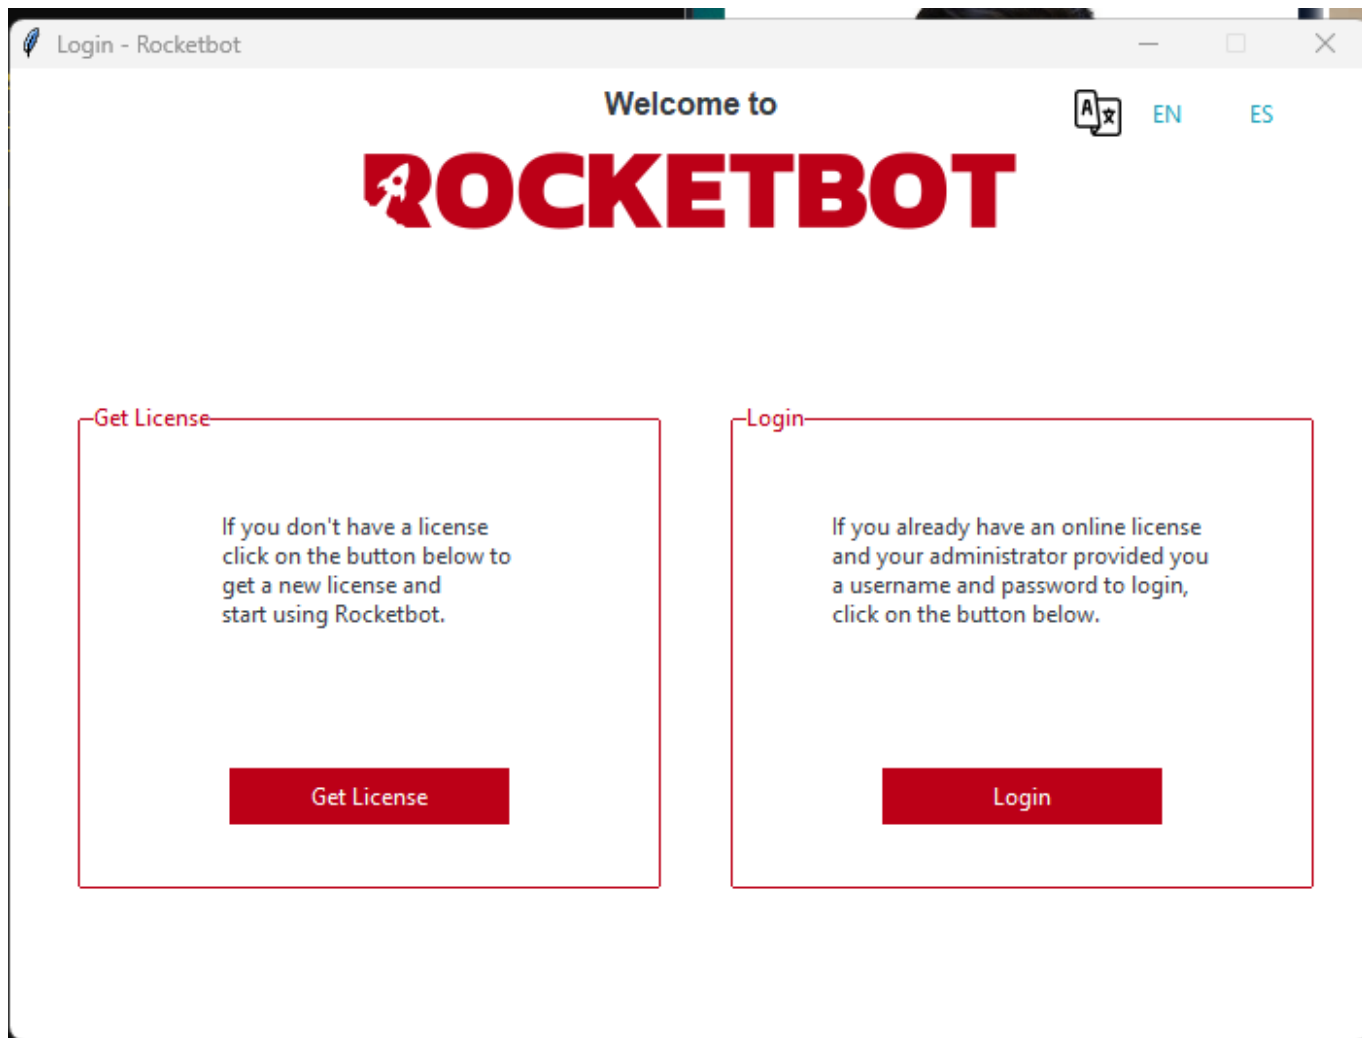 Login - Rocketbot
Welcome to
EN
ES
ROCKETBOT
Get License
If you don't have a license
click on the button below to
get a new license and
start using Rocketbot.
Get License
Login
If you already have an online license
and your administrator provided you
a username and password to login,
click on the button below.
Login